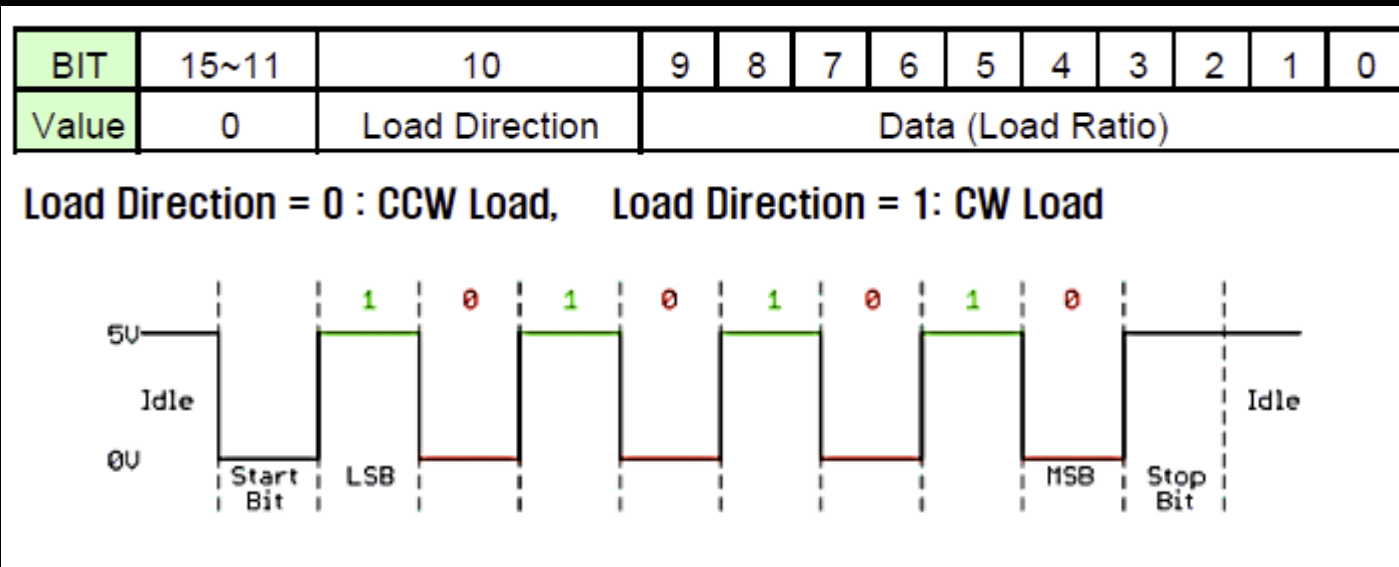 BIT 15~11 10 9 8 7 6 5 4 3 2 1 0
Value 0 Load Direction Data (Load Ratio)
Load Direction = 0 : CCW Load, Load Direction = 1: CW Load
1 0 1 0 1 0 1 0
5V
Idle Idle
0V
Start Bit LSB MSB Stop Bit